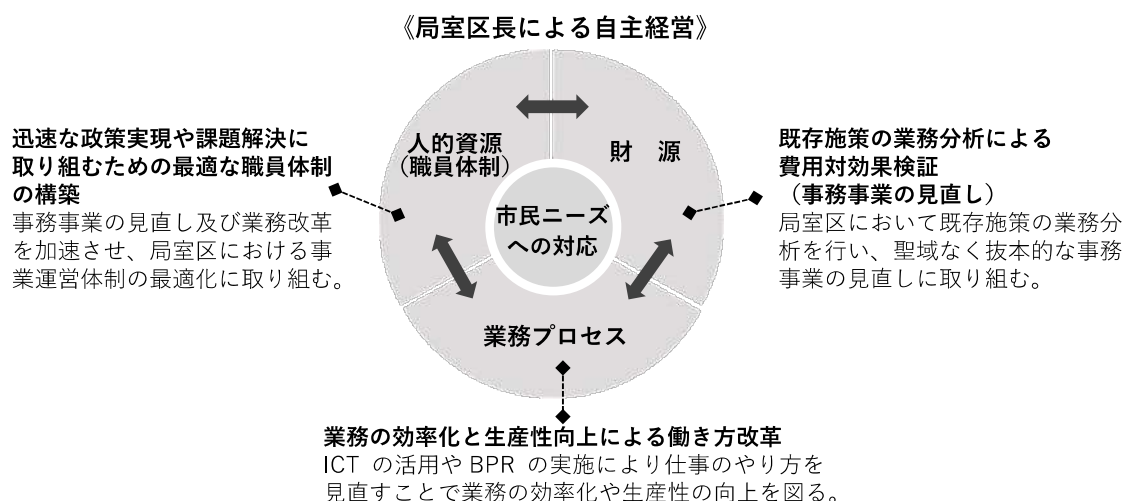 《局室区長による自主経営》
迅速な政策実現や課題解決に
取り組むための最適な職員体制
の構築
事務事業の見直し及び業務改革
を加速させ、局室区における事
業運営体制の最適化に取り組む。
人的資源
（職員体制）
財　源
市民ニーズ
への対応
業務プロセス
既存施策の業務分析による
費用対効果検証
（事務事業の見直し）
局室区において既存施策の業務分
析を行い、聖域なく抜本的な事務
事業の見直しに取り組む。
業務の効率化と生産性向上による働き方改革
ICT の活用や BPR の実施により仕事のやり方を
見直すことで業務の効率化や生産性の向上を図る。